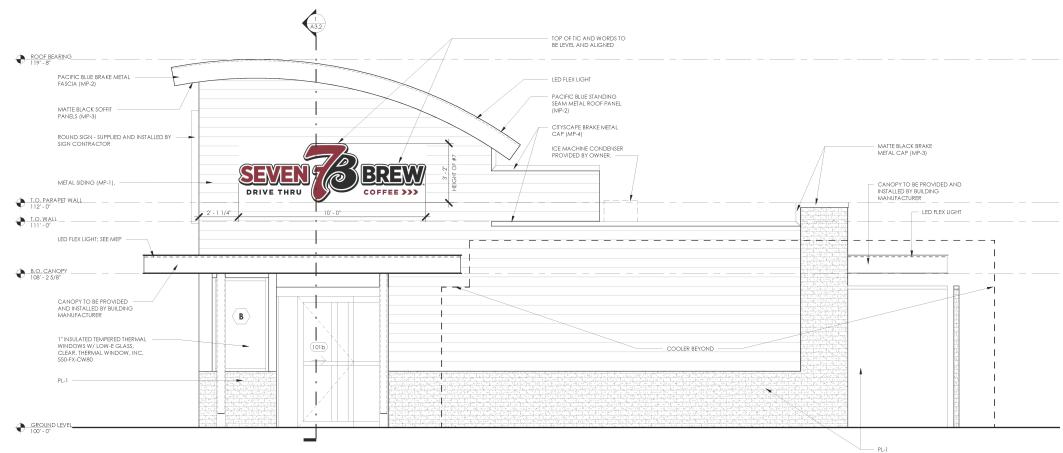 1
A3.2
ROOF BEARING
119' - 8"
PACIFIC BLUE BRAKE METAL
FASCIA (MP-2)
MATTE BLACK SOFFIT
PANELS (MP-3)
ROUND SIGN - SUPPLIED AND INSTALLED BY
SIGN CONTRACTOR
METAL SIDING (MP-1).
T.O. PARAPET WALL
112' - 0"
T.O. WALL
111' - 0"
LED FLEX LIGHT; SEE MEP
B.O. CANOPY
108' - 2 5/8"
CANOPY TO BE PROVIDED
AND INSTALLED BY BUILDING
MANUFACTURER
1" INSULATED TEMPERED THERMAL
WINDOWS W/ LOW-E GLASS,
CLEAR. THERMAL WINDOW, INC.
550-FX-CW80
PL-1
GROUND LEVEL
100' - 0"
SEVEN 7B BREW
DRIVE THRU COFFEE >>>
2' - 1 1/4"
10' - 0"
3' - 2"
HEIGHT OF #7
B
101b
TOP OF TIC AND WORDS TO
BE LEVEL AND ALIGNED
LED FLEX LIGHT
PACIFIC BLUE STANDING
SEAM METAL ROOF PANEL
(MP-2)
CITYSCAPE BRAKE METAL
CAP (MP-4)
ICE MACHINE CONDENSER
PROVIDED BY OWNER.
MATTE BLACK BRAKE
METAL CAP (MP-3)
CANOPY TO BE PROVIDED AND
INSTALLED BY BUILDING
MANUFACTURER
LED FLEX LIGHT
COOLER BEYOND
PL-1